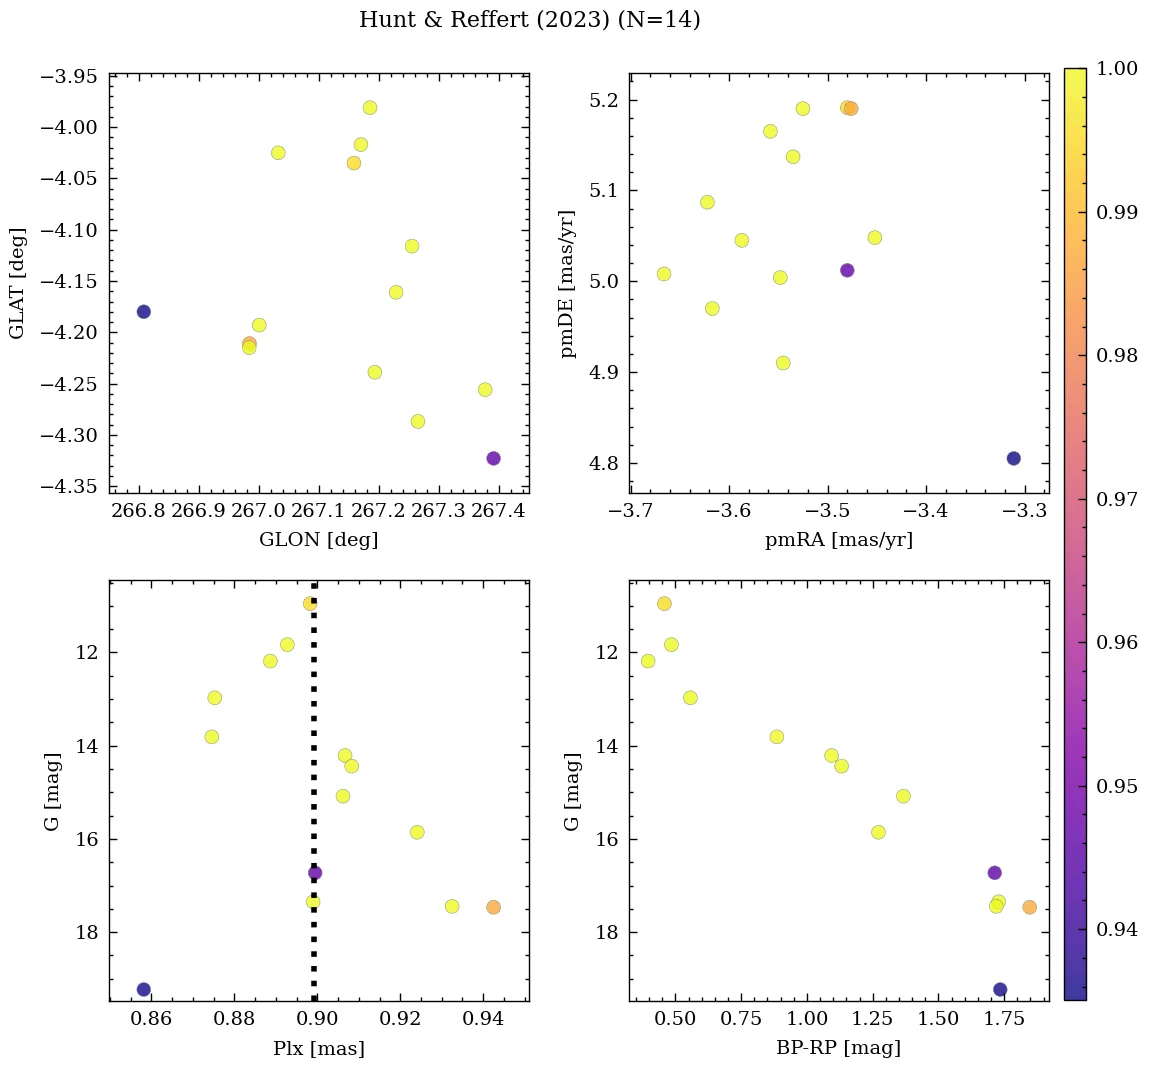 Hunt & Reffert (2023) (N=14)
−3.95
−4.00
−4.05
−4.10
−4.15
−4.20
−4.25
−4.30
−4.35
GLAT [deg]
266.8 266.9 267.0 267.1 267.2 267.3 267.4
GLON [deg]
5.2
5.1
5.0
4.9
4.8
pmDE [mas/yr]
−3.7 −3.6 −3.5 −3.4 −3.3
pmRA [mas/yr]
12
14
16
18
G [mag]
0.86 0.88 0.90 0.92 0.94
Plx [mas]
12
14
16
18
G [mag]
0.50 0.75 1.00 1.25 1.50 1.75
BP-RP [mag]
1.00
0.99
0.98
0.97
0.96
0.95
0.94